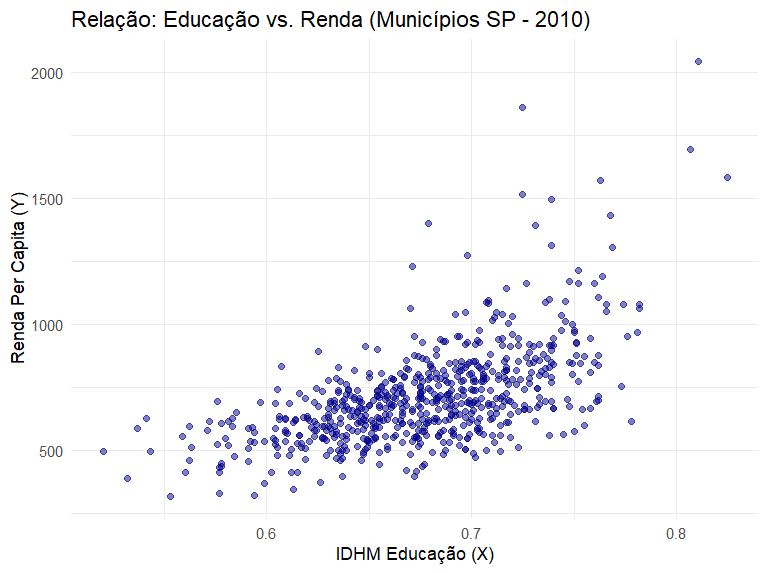 Relação: Educação vs. Renda (Municípios SP - 2010)
2000
1500
1000
500
Renda Per Capita (Y)
0.6 0.7 0.8
IDHM Educação (X)